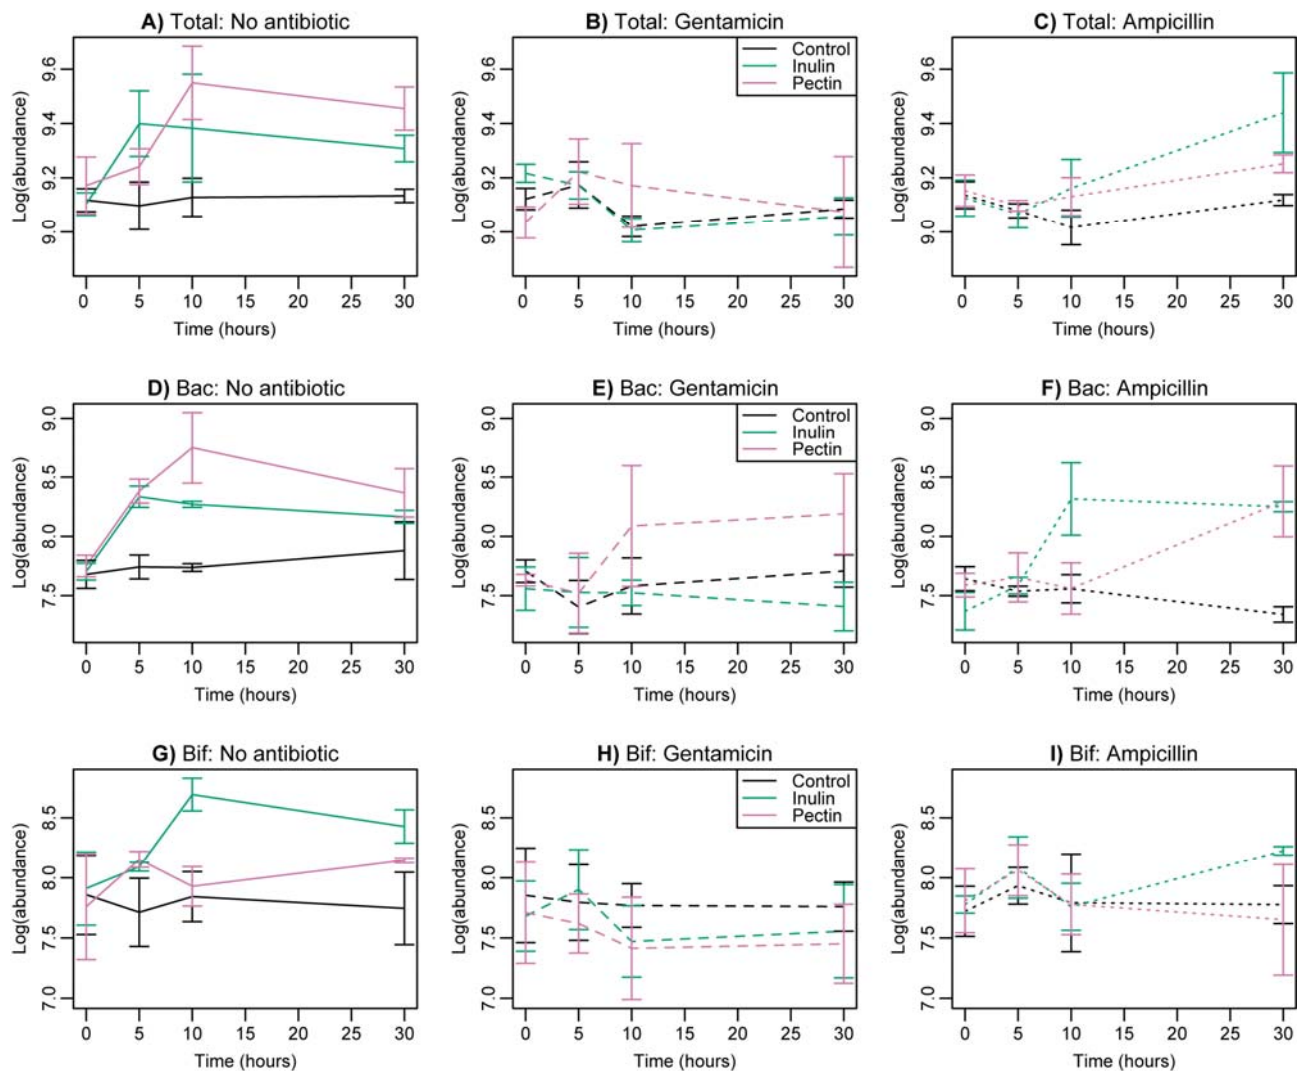 A) Total: No antibiotic
B) Total: Gentamicin
C) Total: Ampicillin
Log(abundance)
9.0 9.2 9.4 9.6
0 5 10 15 20 25 30
Time (hours)
Control
Inulin
Pectin
Log(abundance)
9.0 9.2 9.4 9.6
0 5 10 15 20 25 30
Time (hours)
Log(abundance)
9.0 9.2 9.4 9.6
0 5 10 15 20 25 30
Time (hours)
D) Bac: No antibiotic
E) Bac: Gentamicin
F) Bac: Ampicillin
Log(abundance)
7.5 8.0 8.5 9.0
0 5 10 15 20 25 30
Time (hours)
Control
Inulin
Pectin
Log(abundance)
7.5 8.0 8.5 9.0
0 5 10 15 20 25 30
Time (hours)
Log(abundance)
7.5 8.0 8.5 9.0
0 5 10 15 20 25 30
Time (hours)
G) Bif: No antibiotic
H) Bif: Gentamicin
I) Bif: Ampicillin
Log(abundance)
7.0 7.5 8.0 8.5
0 5 10 15 20 25 30
Time (hours)
Control
Inulin
Pectin
Log(abundance)
7.0 7.5 8.0 8.5
0 5 10 15 20 25 30
Time (hours)
Log(abundance)
7.0 7.5 8.0 8.5
0 5 10 15 20 25 30
Time (hours)